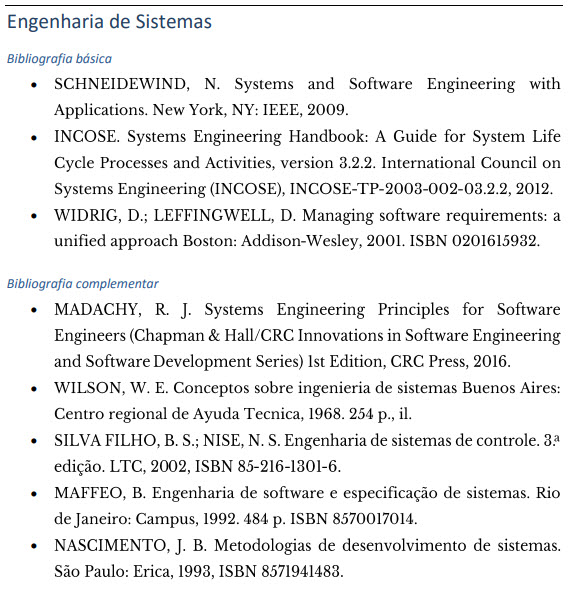 Engenharia de Sistemas
Bibliografia básica
• SCHNEIDEWIND, N. Systems and Software Engineering with
Applications. New York, NY: IEEE, 2009.
• INCOSE. Systems Engineering Handbook: A Guide for System Life
Cycle Processes and Activities, version 3.2.2. International Council on
Systems Engineering (INCOSE), INCOSE-TP-2003-002-03.2.2, 2012.
• WIDRIG, D.; LEFFINGWELL, D. Managing software requirements: a
unified approach Boston: Addison-Wesley, 2001. ISBN 0201615932.
Bibliografia complementar
• MADACHY, R. J. Systems Engineering Principles for Software
Engineers (Chapman & Hall/CRC Innovations in Software Engineering
and Software Development Series) 1st Edition, CRC Press, 2016.
• WILSON, W. E. Conceptos sobre ingenieria de sistemas Buenos Aires:
Centro regional de Ayuda Tecnica, 1968. 254 p., il.
• SILVA FILHO, B. S.; NISE, N. S. Engenharia de sistemas de controle. 3.ª
edição. LTC, 2002, ISBN 85-216-1301-6.
• MAFFEO, B. Engenharia de software e especificação de sistemas. Rio
de Janeiro: Campus, 1992. 484 p. ISBN 8570017014.
• NASCIMENTO, J. B. Metodologias de desenvolvimento de sistemas.
São Paulo: Erica, 1993, ISBN 8571941483.